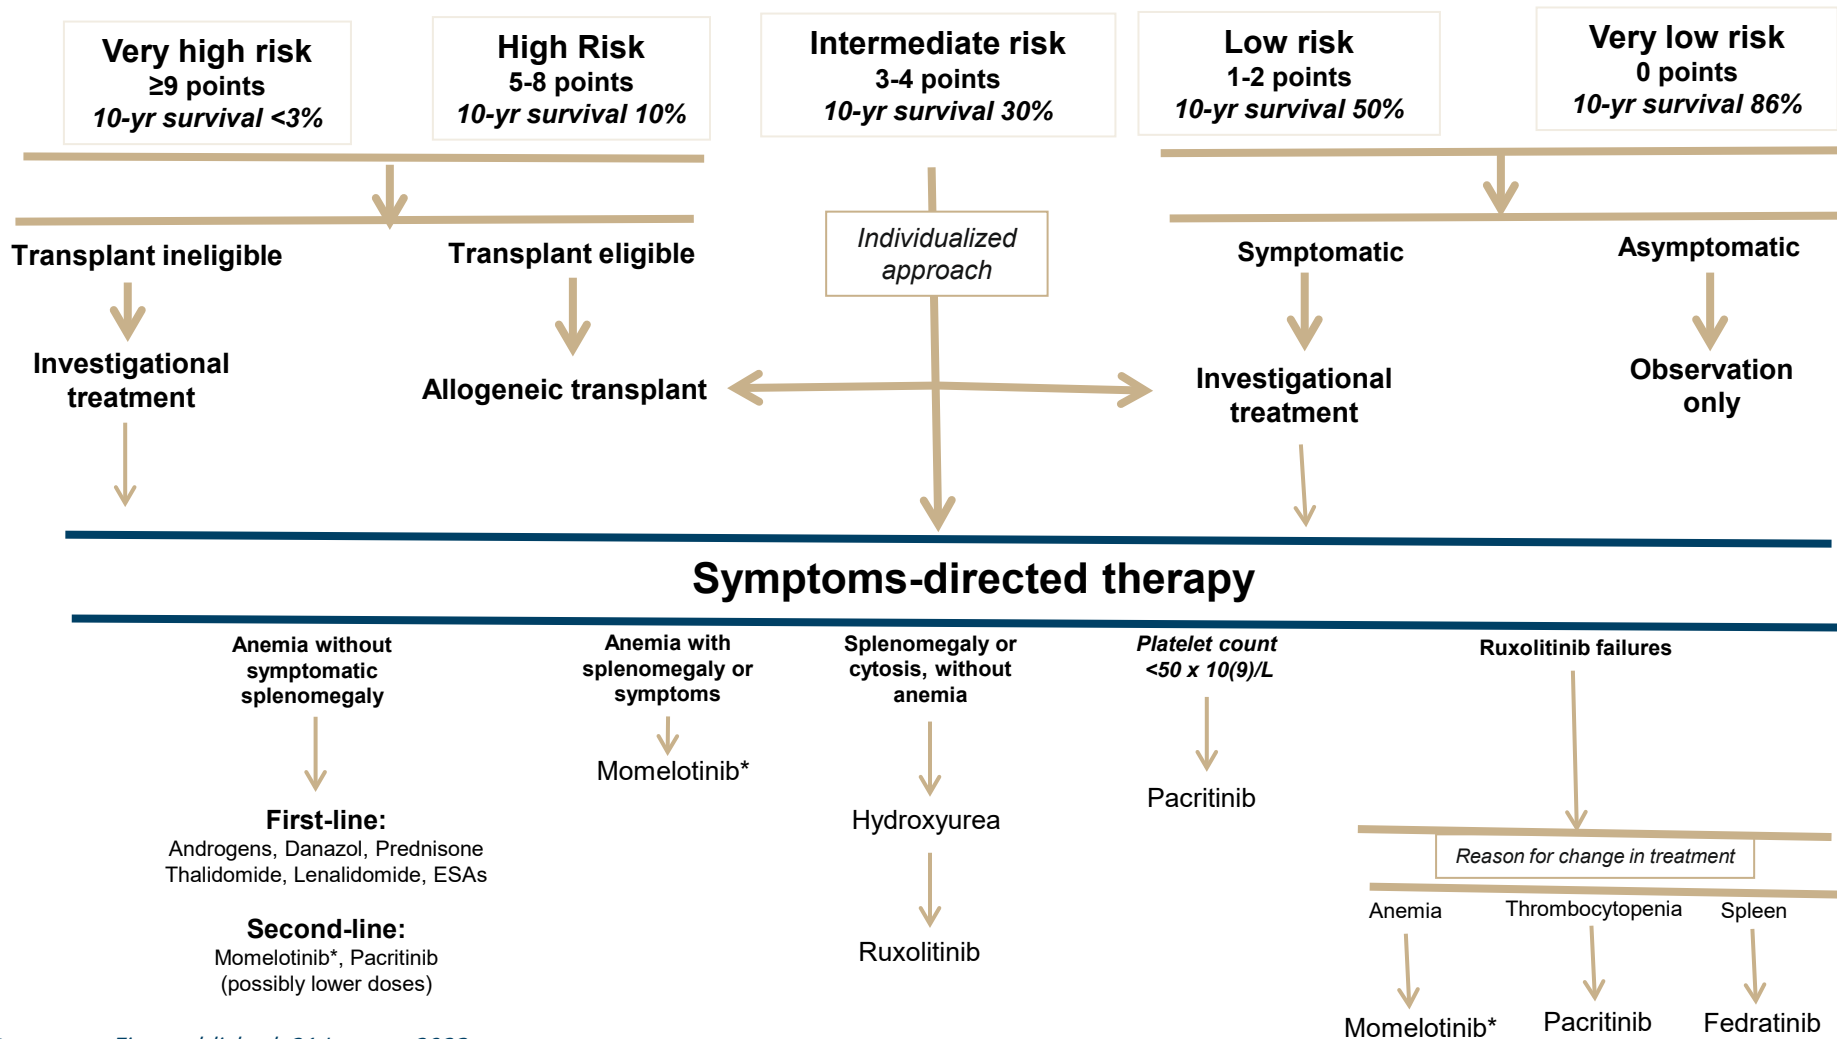 Very high risk
≥9 points
10-yr survival <3%
High Risk
5-8 points
10-yr survival 10%
Intermediate risk
3-4 points
10-yr survival 30%
Low risk
1-2 points
10-yr survival 50%
Very low risk
0 points
10-yr survival 86%
Transplant ineligible
Transplant eligible
Individualized
approach
Symptomatic
Asymptomatic
Investigational
treatment
Allogeneic transplant
Investigational
treatment
Observation
only
Symptoms-directed therapy
Anemia without
symptomatic
splenomegaly
Anemia with
splenomegaly or
symptoms
Splenomegaly or
cytosis, without
anemia
Platelet count
<50 x 10(9)/L
Ruxolitinib failures
Momelotinib*
Pacritinib
First-line:
Androgens, Danazol, Prednisone
Thalidomide, Lenalidomide, ESAs
Hydroxyurea
Reason for change in treatment
Second-line:
Momelotinib*, Pacritinib
(possibly lower doses)
Ruxolitinib
Anemia
Thrombocytopenia
Spleen
Momelotinib*
Pacritinib
Fedratinib